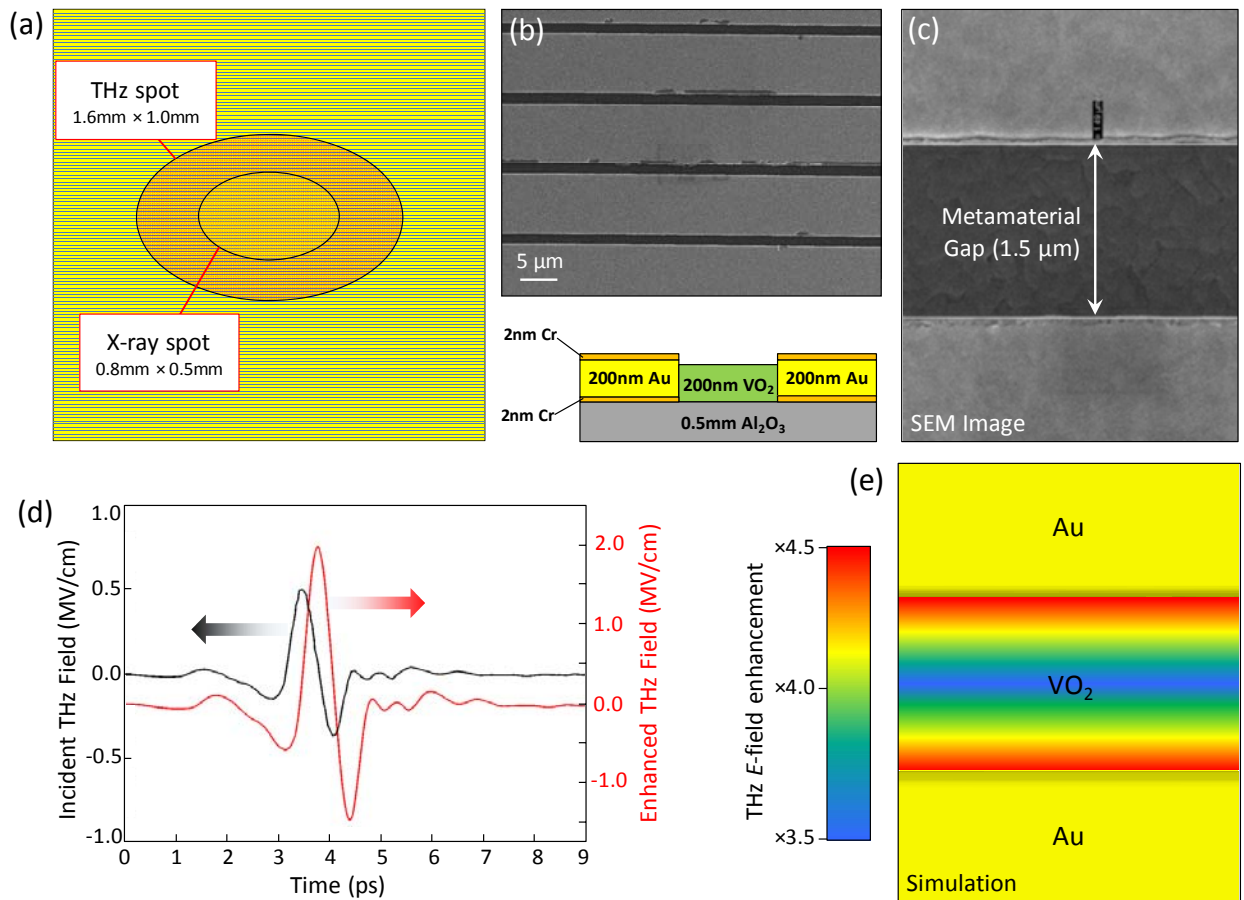 (a)
THz spot
1.6mm × 1.0mm
X-ray spot
0.8mm × 0.5mm
(b)
5 µm
2nm Cr
200nm Au
200nm VO₂
200nm Au
2nm Cr
0.5mm Al₂O₃
(c)
Metamaterial
Gap (1.5 µm)
SEM Image
(d)
Incident THz Field (MV/cm)
1.0
0.5
0.0
-0.5
-1.0
0 1 2 3 4 5 6 7 8 9
Time (ps)
2.0
1.0
0.0
-1.0
Enhanced THz Field (MV/cm)
(e)
THz E-field enhancement
×4.5
×4.0
×3.5
Au
VO₂
Au
Simulation